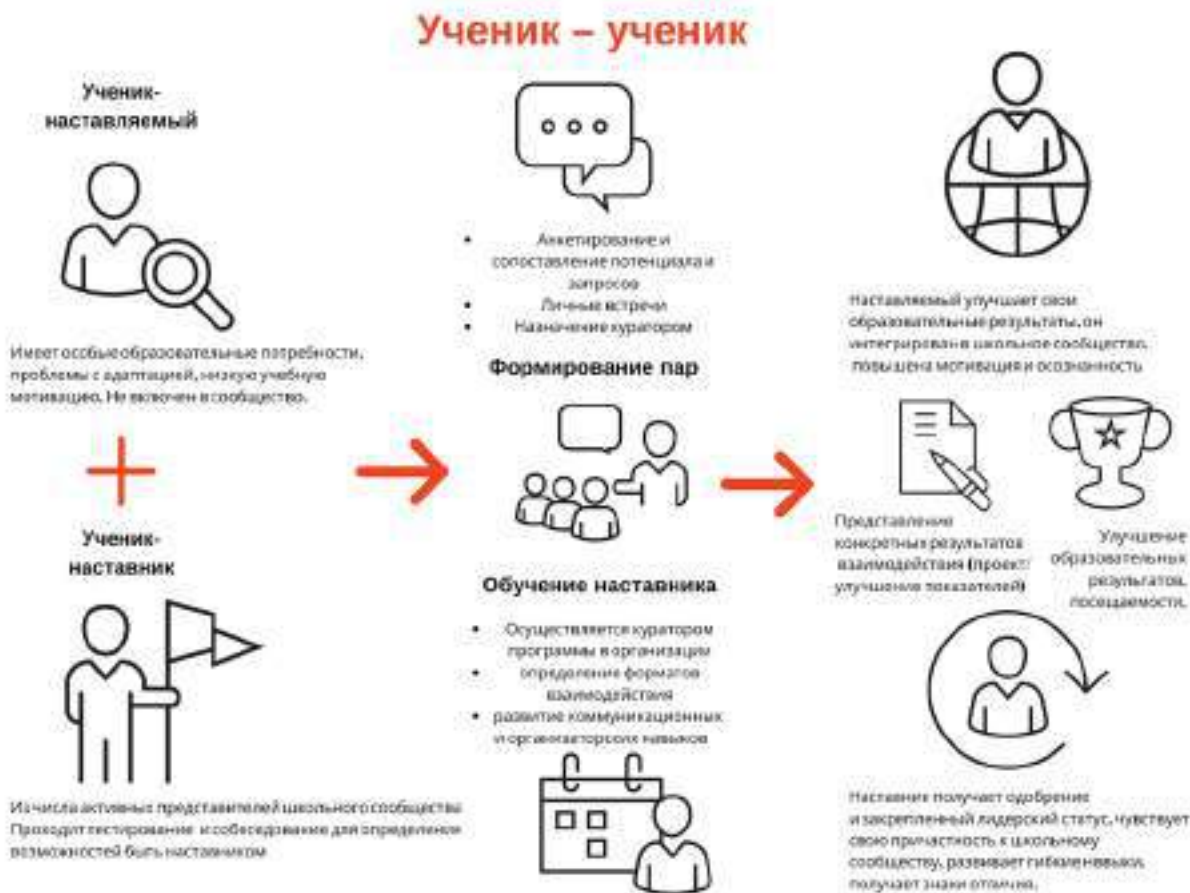 Ученик – ученик
Ученик-
наставляемый
Имеет особые образовательные потребности,
проблемы с адаптацией, низкую учебную
мотивацию. Не включен в сообщество.
Ученик-
наставник
Из числа активных представителей школьного сообщества
Проходит тестирование и собеседование для определения
возможностей быть наставником
• Анкетирование и
сопоставление потенциала и
запросов
• Личные встречи
• Назначение куратором
Формирование пар
Обучение наставника
• Осуществляется куратором
программы в организации
• определение форматов
взаимодействия
• развитие коммуникационных
и организаторских навыков
Наставляемый улучшает свои
образовательные результаты, он
интегрирован в школьное сообщество,
повышена мотивация и осознанность
Представление
конкретных результатов
взаимодействия (проект/
улучшение показателей)
Улучшение
образовательных
результатов,
посещаемости.
Наставник получает одобрение
и закрепленный лидерский статус, чувствует
свою причастность к школьному
сообществу, развивает гибкие нввыки,
получает знаки отличия.